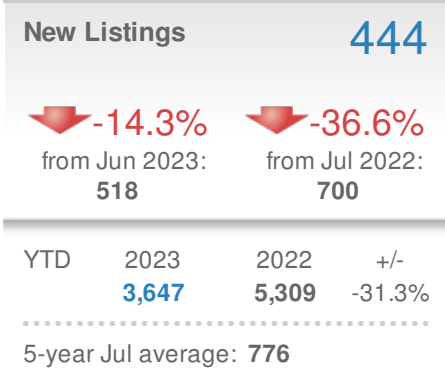 New Listings 444
-14.3% -36.6%
from Jun 2023: from Jul 2022:
518 700
YTD 2023 2022 +/-
3,647 5,309 -31.3%
5-year Jul average: 776